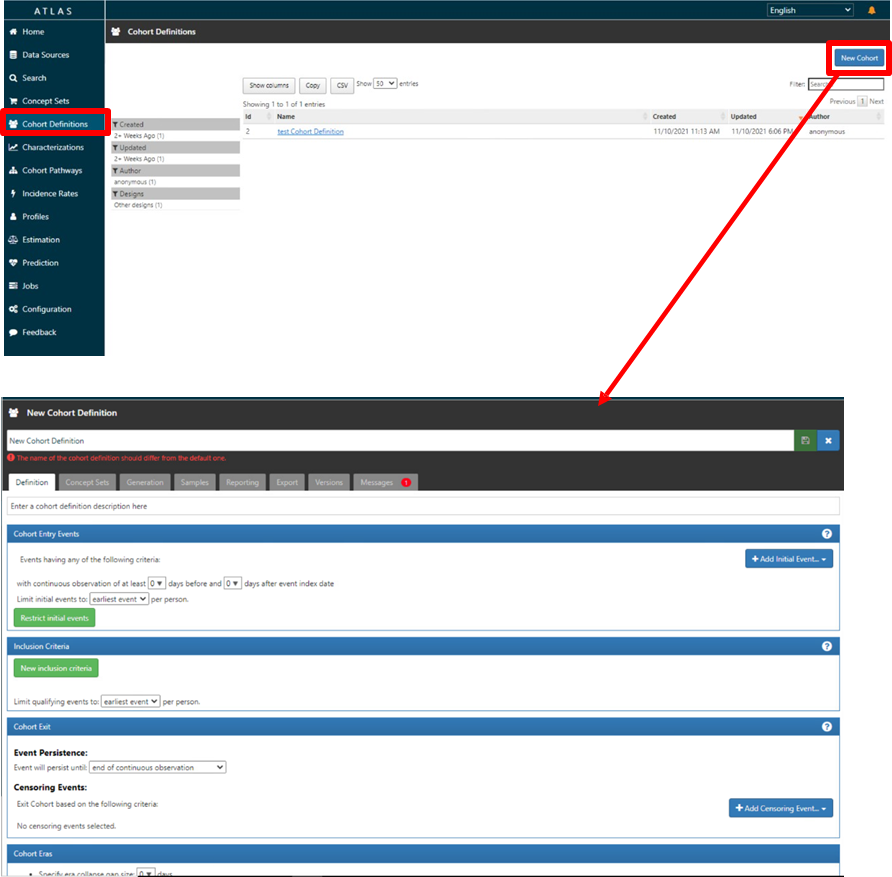 ATLAS
English
Home
Data Sources
Search
Concept Sets
Cohort Definitions
Characterizations
Cohort Pathways
Incidence Rates
Profiles
Estimation
Prediction
Jobs
Configuration
Feedback
Cohort Definitions
New Cohort
Show columns Copy CSV Show 50 entries
Filter: Search...
Showing 1 to 1 of 1 entries
Previous 1 Next
Id Name Created Updated Author
2 test Cohort Definition 11/10/2021 11:13 AM 11/10/2021 6:06 PM anonymous
Created
2+ Weeks Ago (1)
Updated
2+ Weeks Ago (1)
Author
anonymous (1)
Designs
Other designs (1)
New Cohort Definition
New Cohort Definition
The name of the cohort definition should differ from the default one.
Definition Concept Sets Generation Samples Reporting Export Versions Messages 1
Enter a cohort definition description here
Cohort Entry Events ?
Events having any of the following criteria:
+ Add Initial Event...
with continuous observation of at least 0 days before and 0 days after event index date
Limit initial events to: earliest event per person.
Restrict initial events
Inclusion Criteria ?
New inclusion criteria
Limit qualifying events to: earliest event per person.
Cohort Exit ?
Event Persistence:
Event will persist until: end of continuous observation
Censoring Events:
Exit Cohort based on the following criteria:
+ Add Censoring Event...
No censoring events selected.
Cohort Eras
Specify era collapse gap size: 0 days